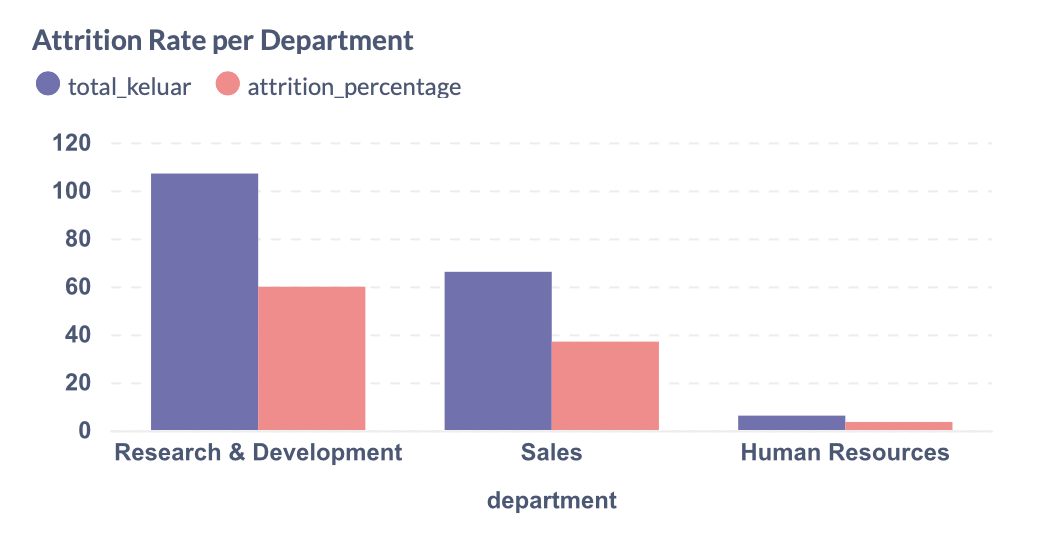 Attrition Rate per Department
total_keluar attrition_percentage
120
100
80
60
40
20
0
Research & Development Sales Human Resources
department